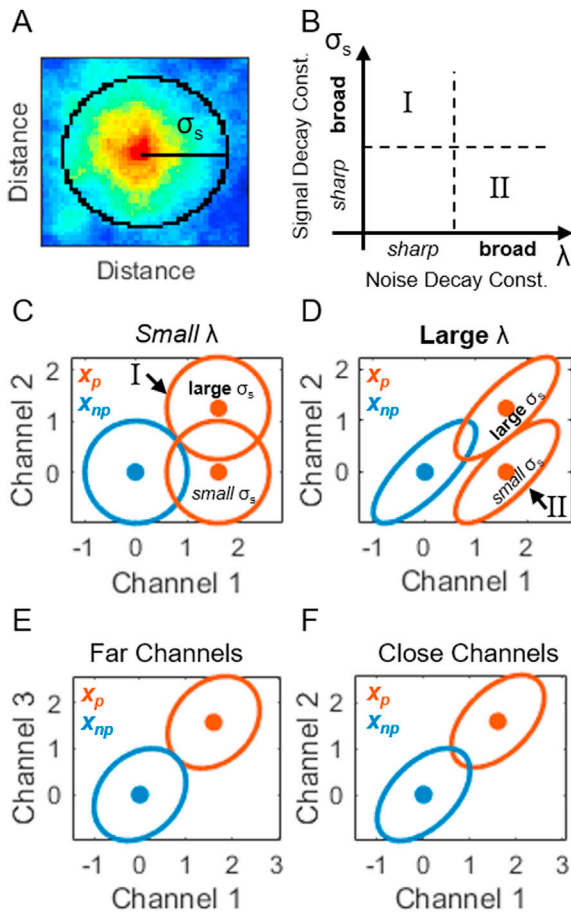 A
Distance
σs
Distance
B
σs
Signal Decay Const.
sharp broad
I
II
sharp broad λ
Noise Decay Const.
C
Small λ
Channel 2
2
1
0
xp
xnp
I
large σs
small σs
-1 0 1 2
Channel 1
D
Large λ
Channel 2
2
1
0
xp
xnp
large σs
small σs
II
-1 0 1 2
Channel 1
E
Far Channels
Channel 3
2
1
0
xp
xnp
-1 0 1 2 3
Channel 1
F
Close Channels
Channel 2
2
1
0
xp
xnp
-1 0 1 2 3
Channel 1